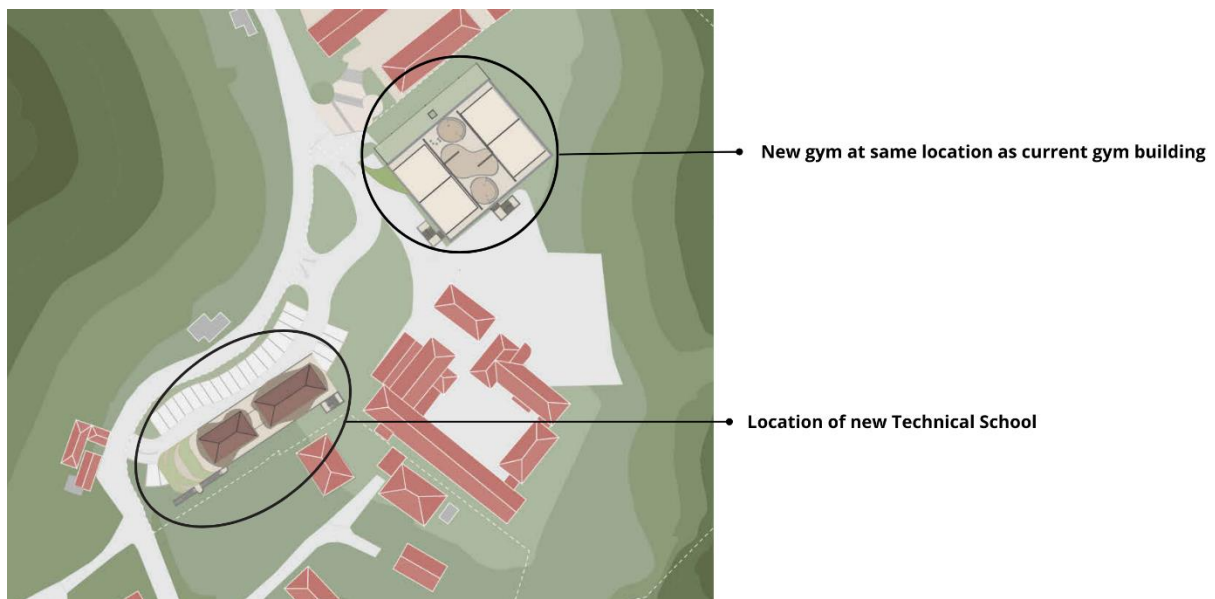 New gym at same location as current gym building
Location of new Technical School